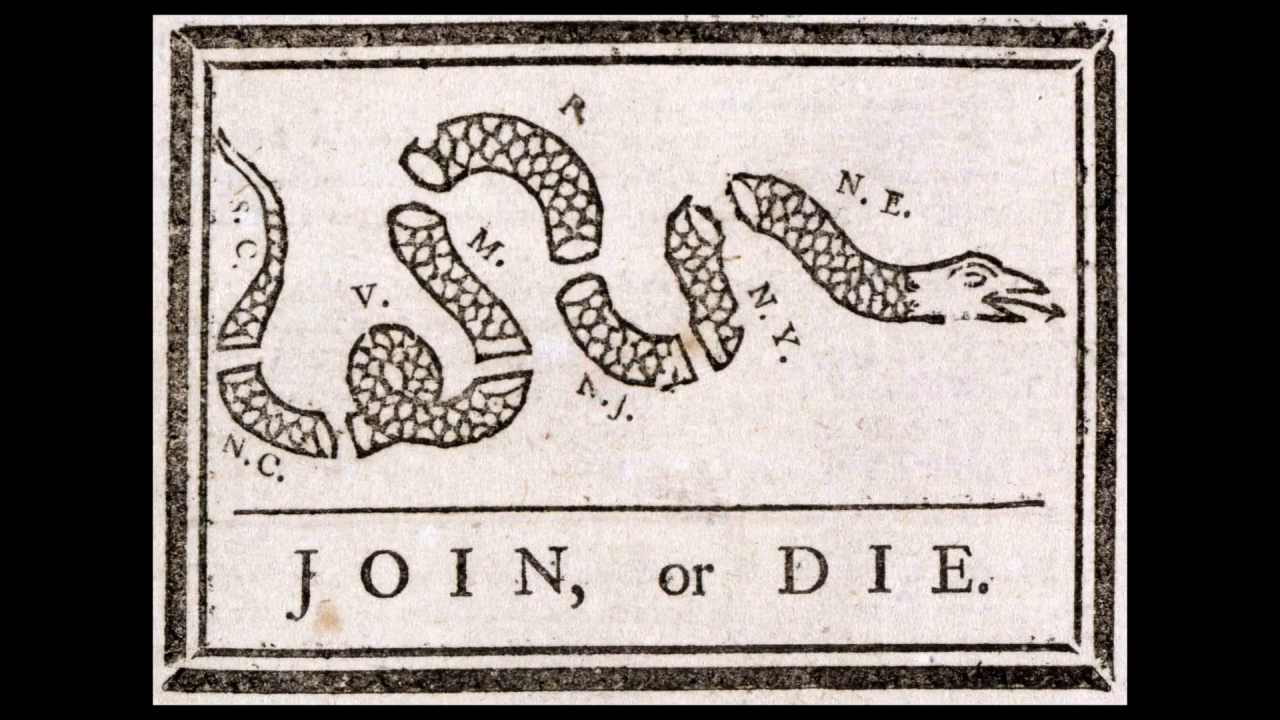 S. C.
N. C.
V.
M.
N. J.
N. Y.
N. E.
JOIN, or DIE.